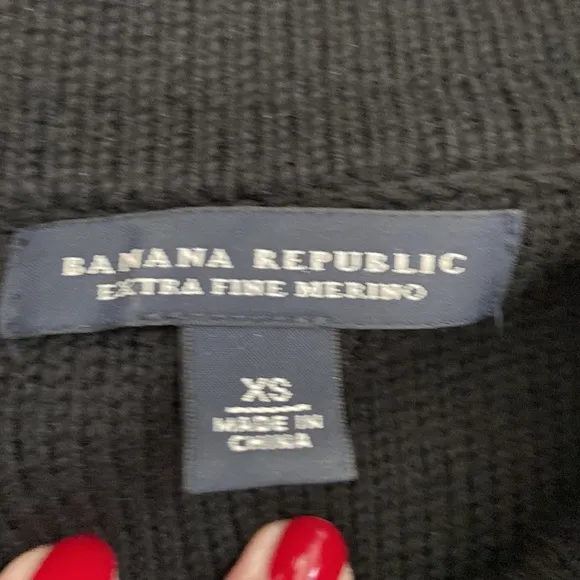 BANANA REPUBLIC
EXTRA FINE MERINO
XS
MADE IN
CHINA